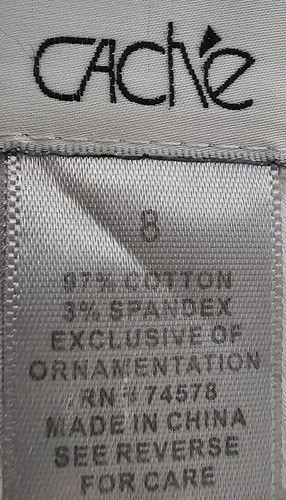 Caché
8
97% COTTON
3% SPANDEX
EXCLUSIVE OF
ORNAMENTATION
RN # 74578
MADE IN CHINA
SEE REVERSE
FOR CARE